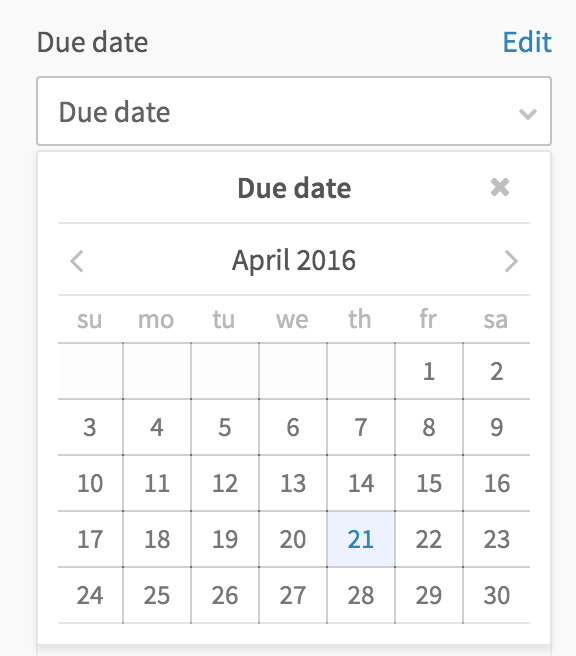 Due date Edit
Due date
Due date
April 2016
su mo tu we th fr sa
1 2
3 4 5 6 7 8 9
10 11 12 13 14 15 16
17 18 19 20 21 22 23
24 25 26 27 28 29 30